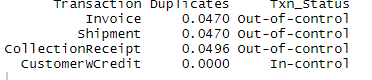 Transaction Duplicates Txn_Status
Invoice 0.0470 Out-of-control
Shipment 0.0470 Out-of-control
CollectionReceipt 0.0496 Out-of-control
CustomerWCredit 0.0000 In-control